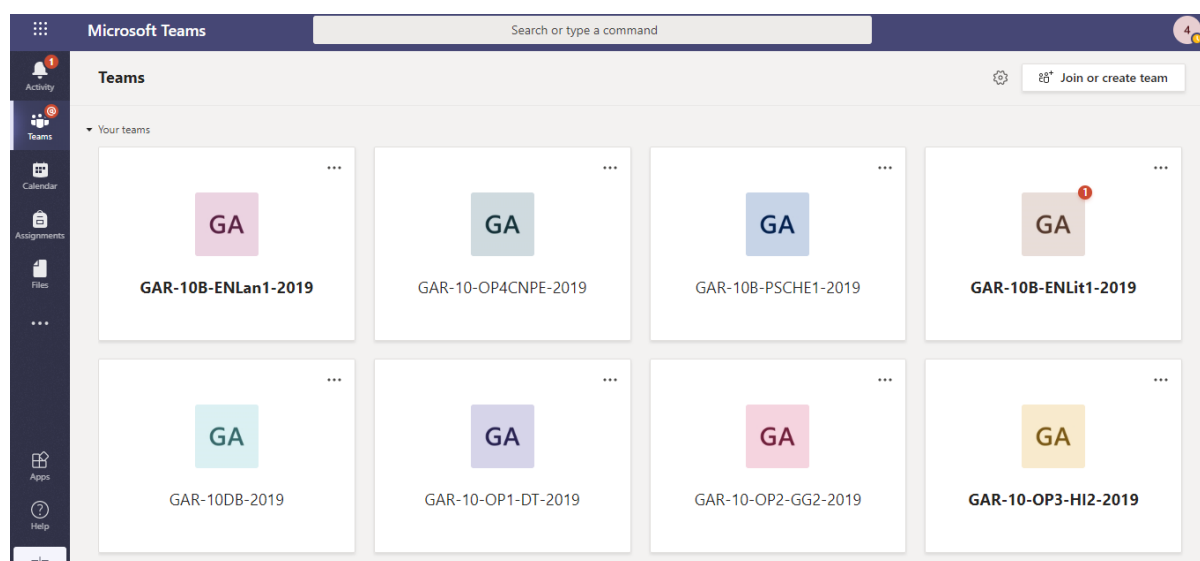 Microsoft Teams
Search or type a command
4
1
Activity
Teams
Join or create team
@
Teams
Your teams
Calendar
Assignments
Files
GA
GA
GA
1
GA
GAR-10B-ENLan1-2019
GAR-10-OP4CNPE-2019
GAR-10B-PSCHE1-2019
GAR-10B-ENLit1-2019
GA
GA
GA
GA
GAR-10DB-2019
GAR-10-OP1-DT-2019
GAR-10-OP2-GG2-2019
GAR-10-OP3-HI2-2019
Apps
Help